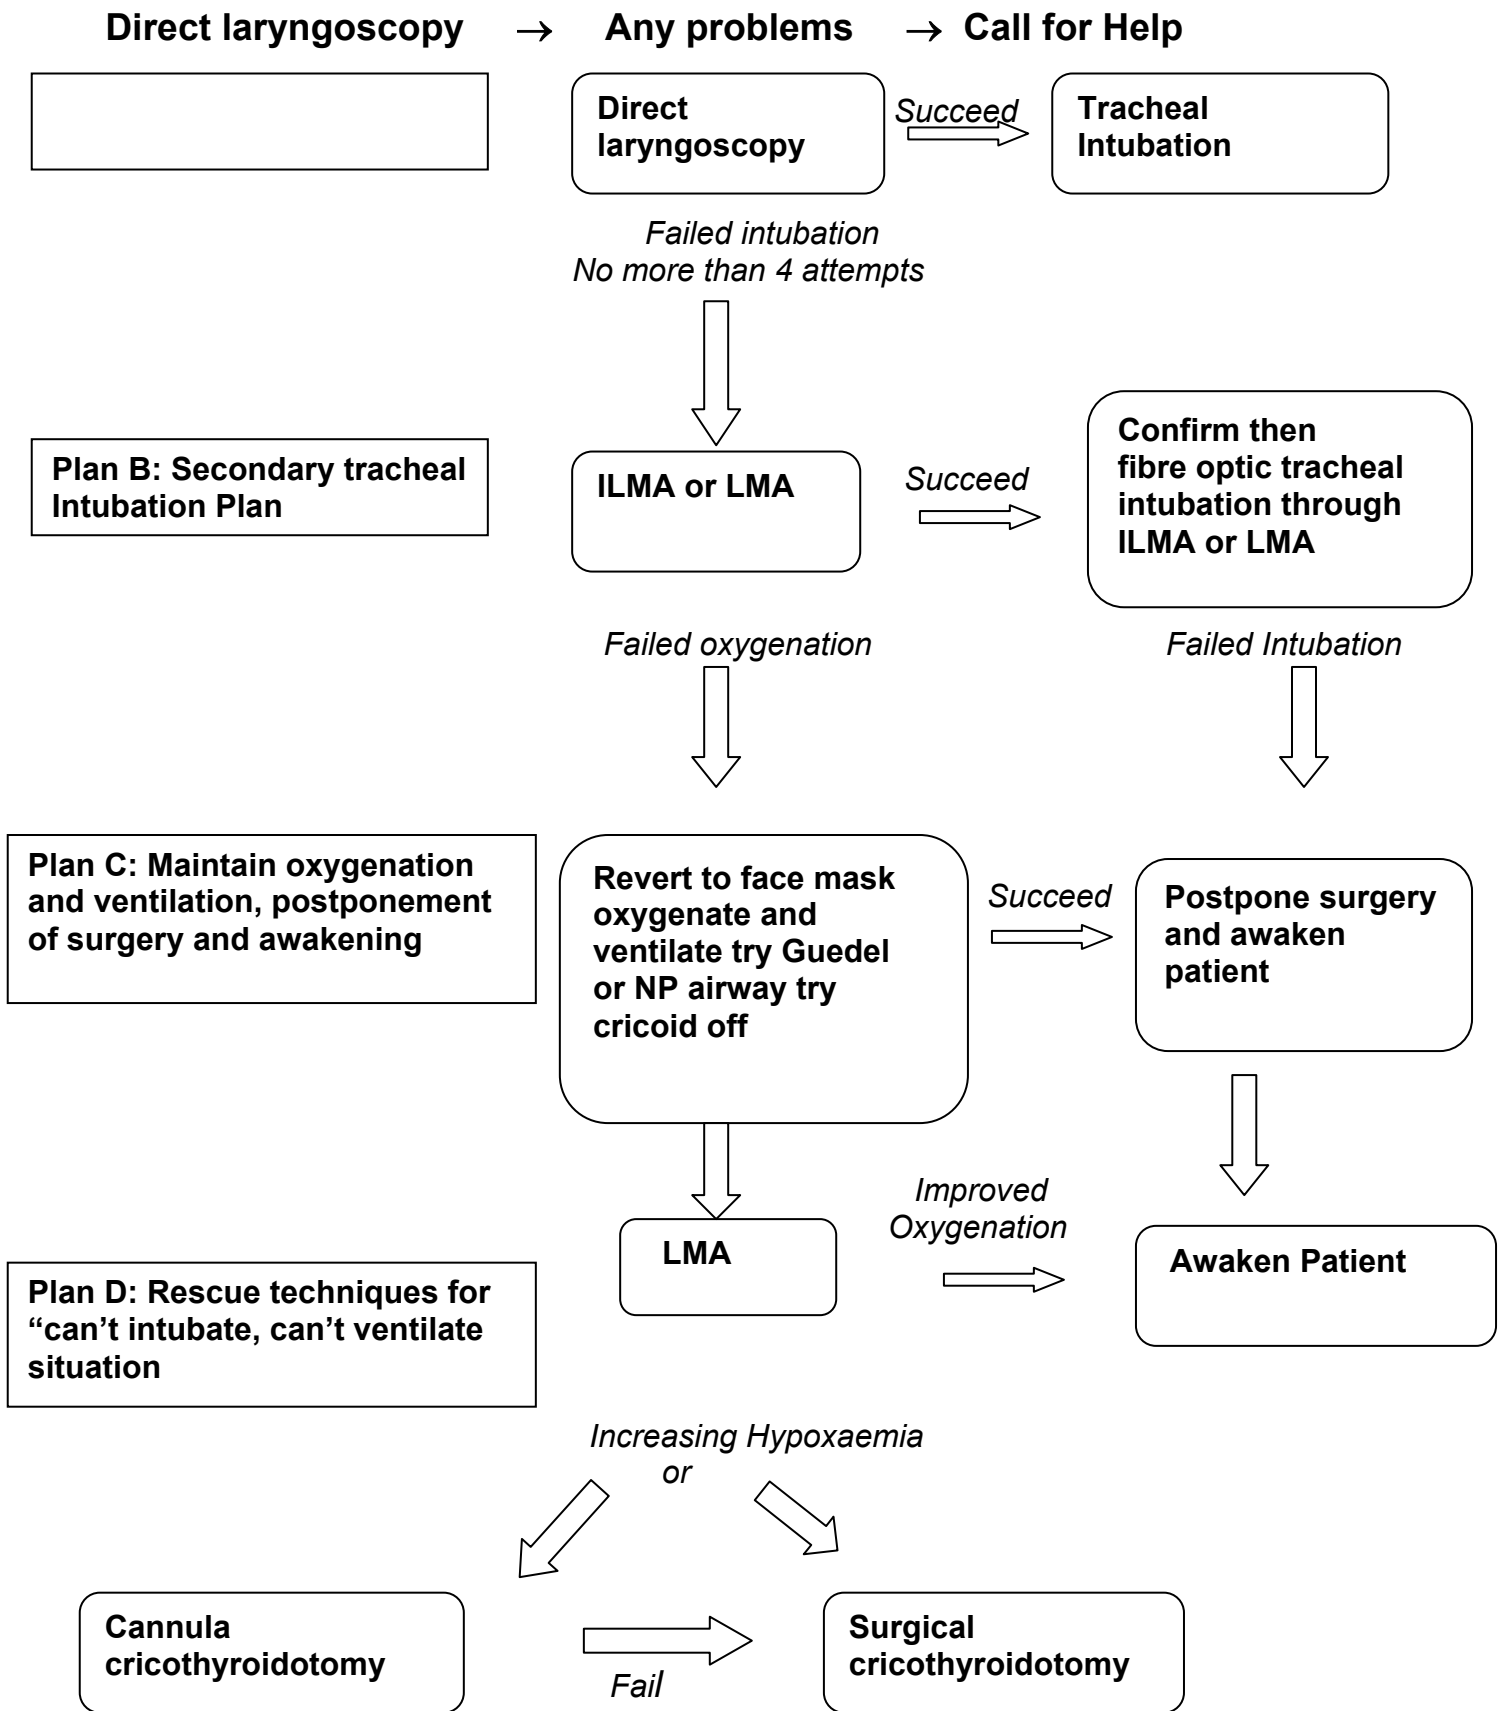 Direct laryngoscopy → Any problems → Call for Help
Direct
laryngoscopy
Succeed
Tracheal
Intubation
Failed intubation
No more than 4 attempts
Plan B: Secondary tracheal
Intubation Plan
ILMA or LMA
Succeed
Confirm then
fibre optic tracheal
intubation through
ILMA or LMA
Failed oxygenation
Failed Intubation
Plan C: Maintain oxygenation
and ventilation, postponement
of surgery and awakening
Revert to face mask
oxygenate and
ventilate try Guedel
or NP airway try
cricoid off
Succeed
Postpone surgery
and awaken
patient
Improved
Oxygenation
LMA
Awaken Patient
Plan D: Rescue techniques for
“can’t intubate, can’t ventilate
situation
Increasing Hypoxaemia
or
Cannula
cricothyroidotomy
Fail
Surgical
cricothyroidotomy